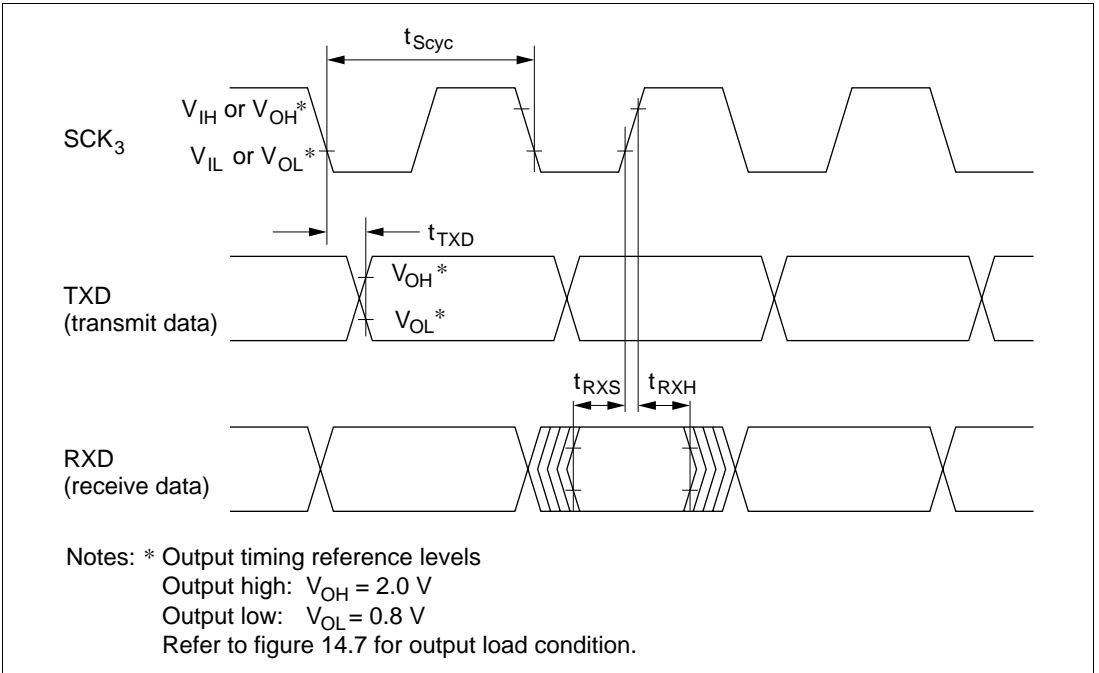 tScyc
VIH or VOH*
SCK3
VIL or VOL*
tTXD
VOH*
TXD
(transmit data)
VOL*
tRXS
tRXH
RXD
(receive data)
Notes: * Output timing reference levels
Output high: VOH = 2.0 V
Output low: VOL = 0.8 V
Refer to figure 14.7 for output load condition.